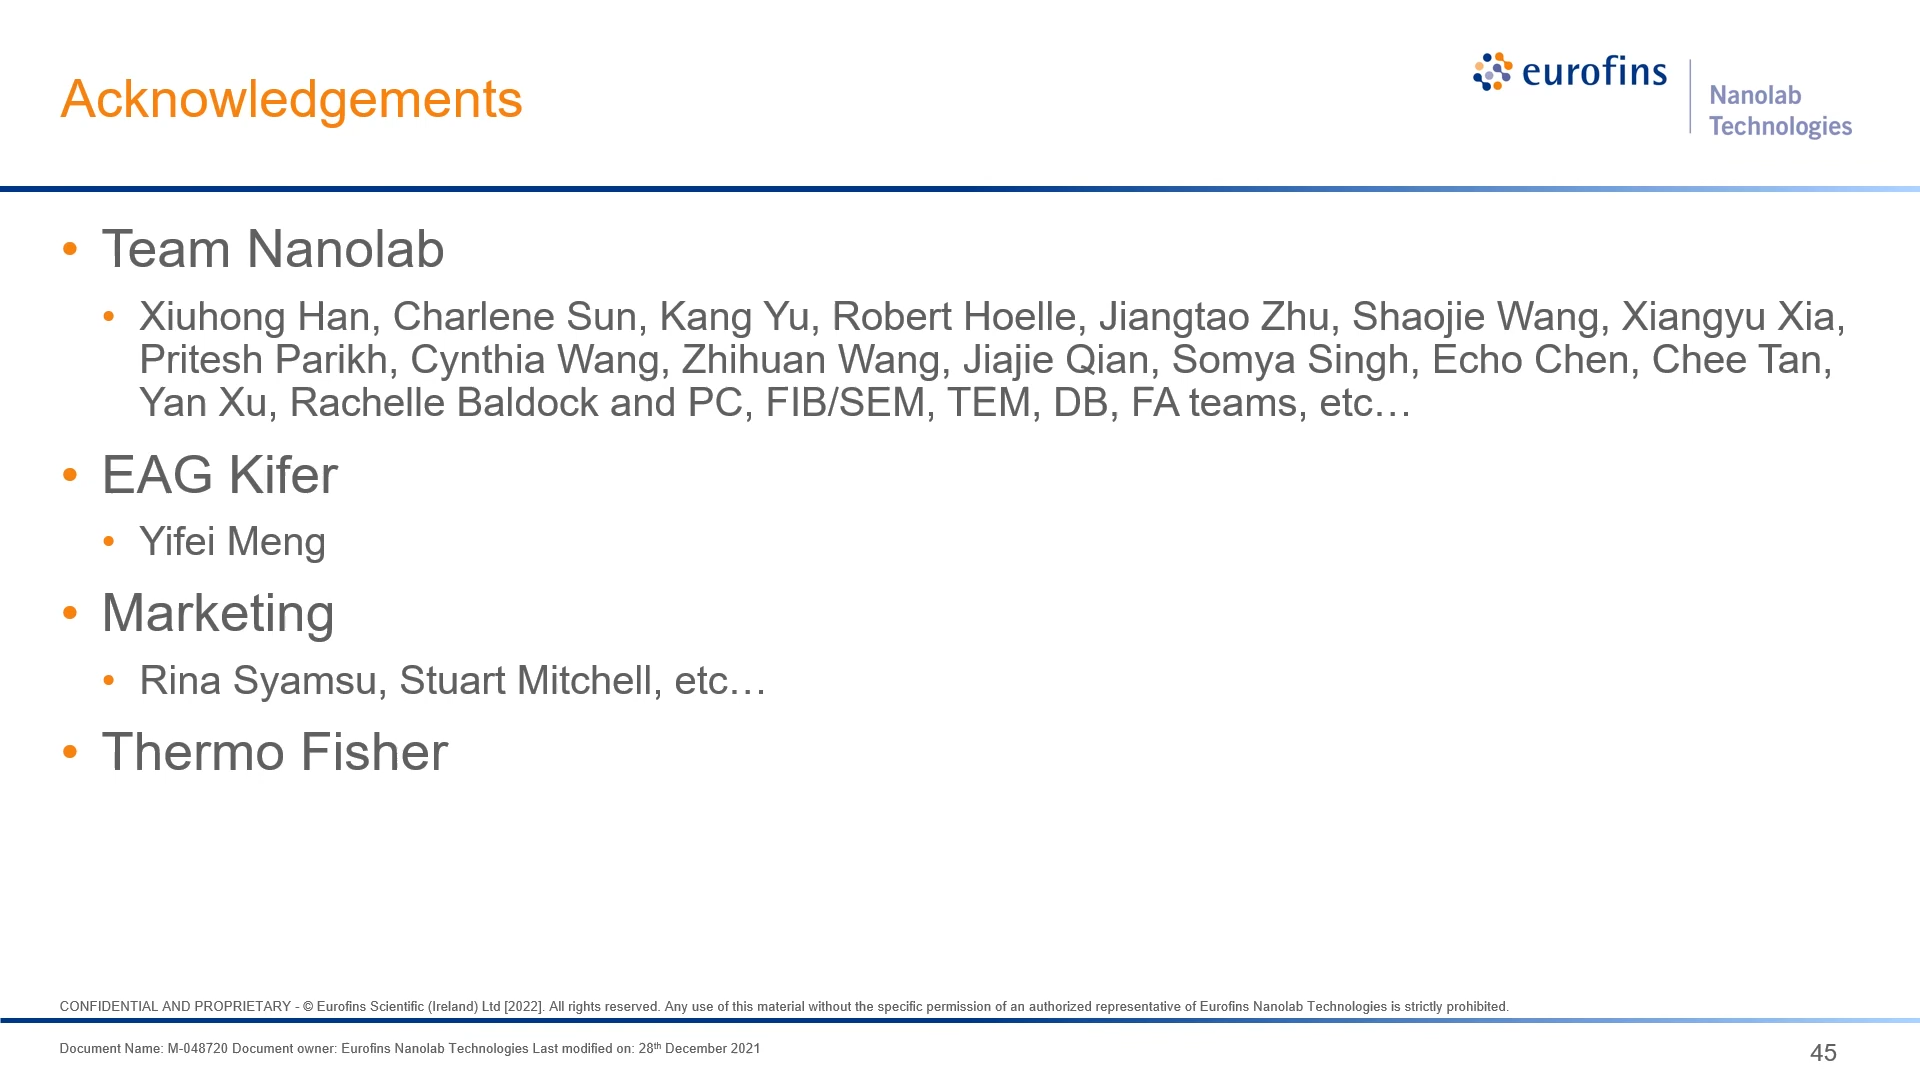 Acknowledgements
eurofins
Nanolab
Technologies
• Team Nanolab
• Xiuhong Han, Charlene Sun, Kang Yu, Robert Hoelle, Jiangtao Zhu, Shaojie Wang, Xiangyu Xia,
Pritesh Parikh, Cynthia Wang, Zhihuan Wang, Jiajie Qian, Somya Singh, Echo Chen, Chee Tan,
Yan Xu, Rachelle Baldock and PC, FIB/SEM, TEM, DB, FA teams, etc…
• EAG Kifer
• Yifei Meng
• Marketing
• Rina Syamsu, Stuart Mitchell, etc…
• Thermo Fisher
CONFIDENTIAL AND PROPRIETARY - © Eurofins Scientific (Ireland) Ltd [2022]. All rights reserved. Any use of this material without the specific permission of an authorized representative of Eurofins Nanolab Technologies is strictly prohibited.
Document Name: M-048720 Document owner: Eurofins Nanolab Technologies Last modified on: 28th December 2021
45